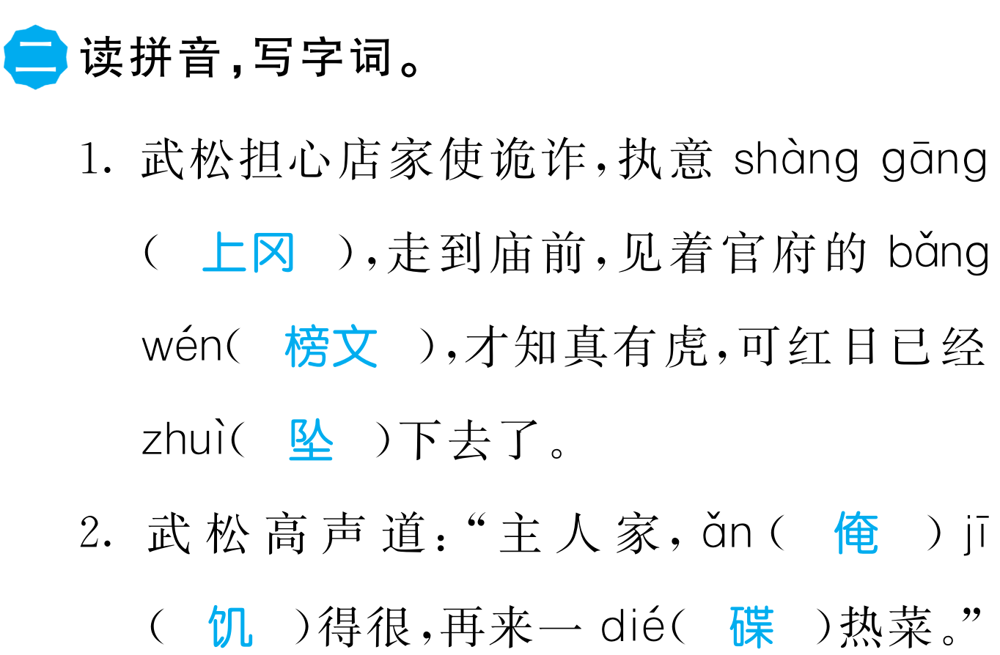 二 读拼音,写字词。
1. 武松担心店家使诡诈,执意 shàng gāng
( 上冈 ),走到庙前,见着官府的 bǎng
wén( 榜文 ),才知真有虎,可红日已经
zhuì( 坠 )下去了。
2. 武松高声道:“主人家,ǎn( 俺 )jī
( 饥 )得很,再来一 dié( 碟 )热菜。”